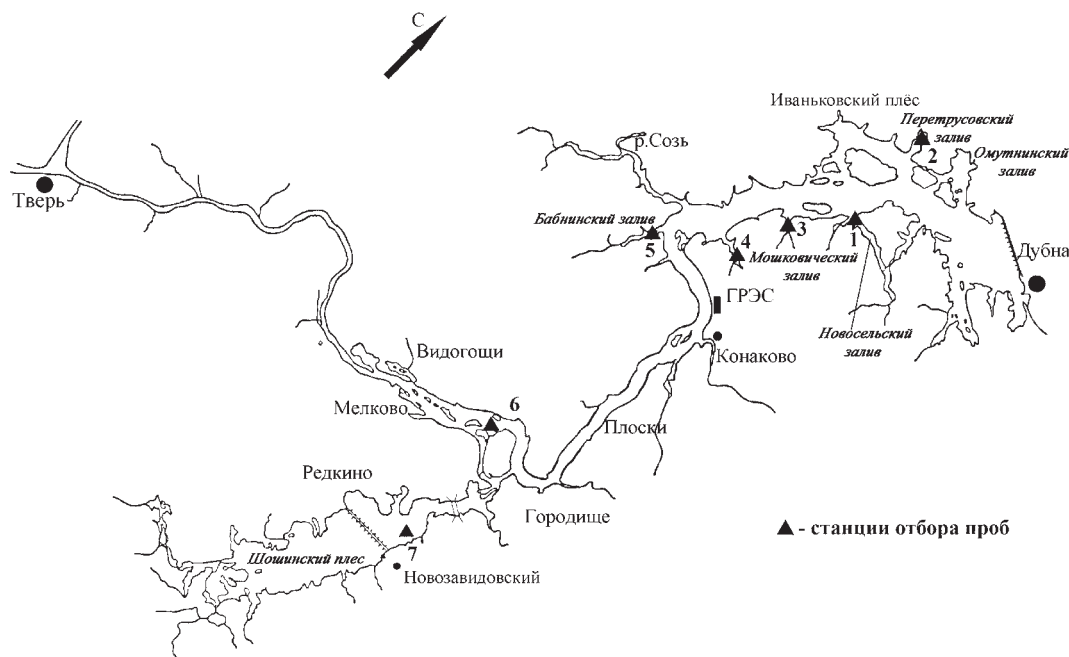 С
Иваньковский плёс
Перетрусовский
залив
2
Омутнинский
залив
р.Созь
Тверь
Бабнинский залив
5
4
3
1
Мошковический
залив
Дубна
ГРЭС
Новосельский
залив
Конаково
Видогощи
Мелково
6
Плоски
Редкино
Городище
7
Шошинский плес
Новозавидовский
- станции отбора проб